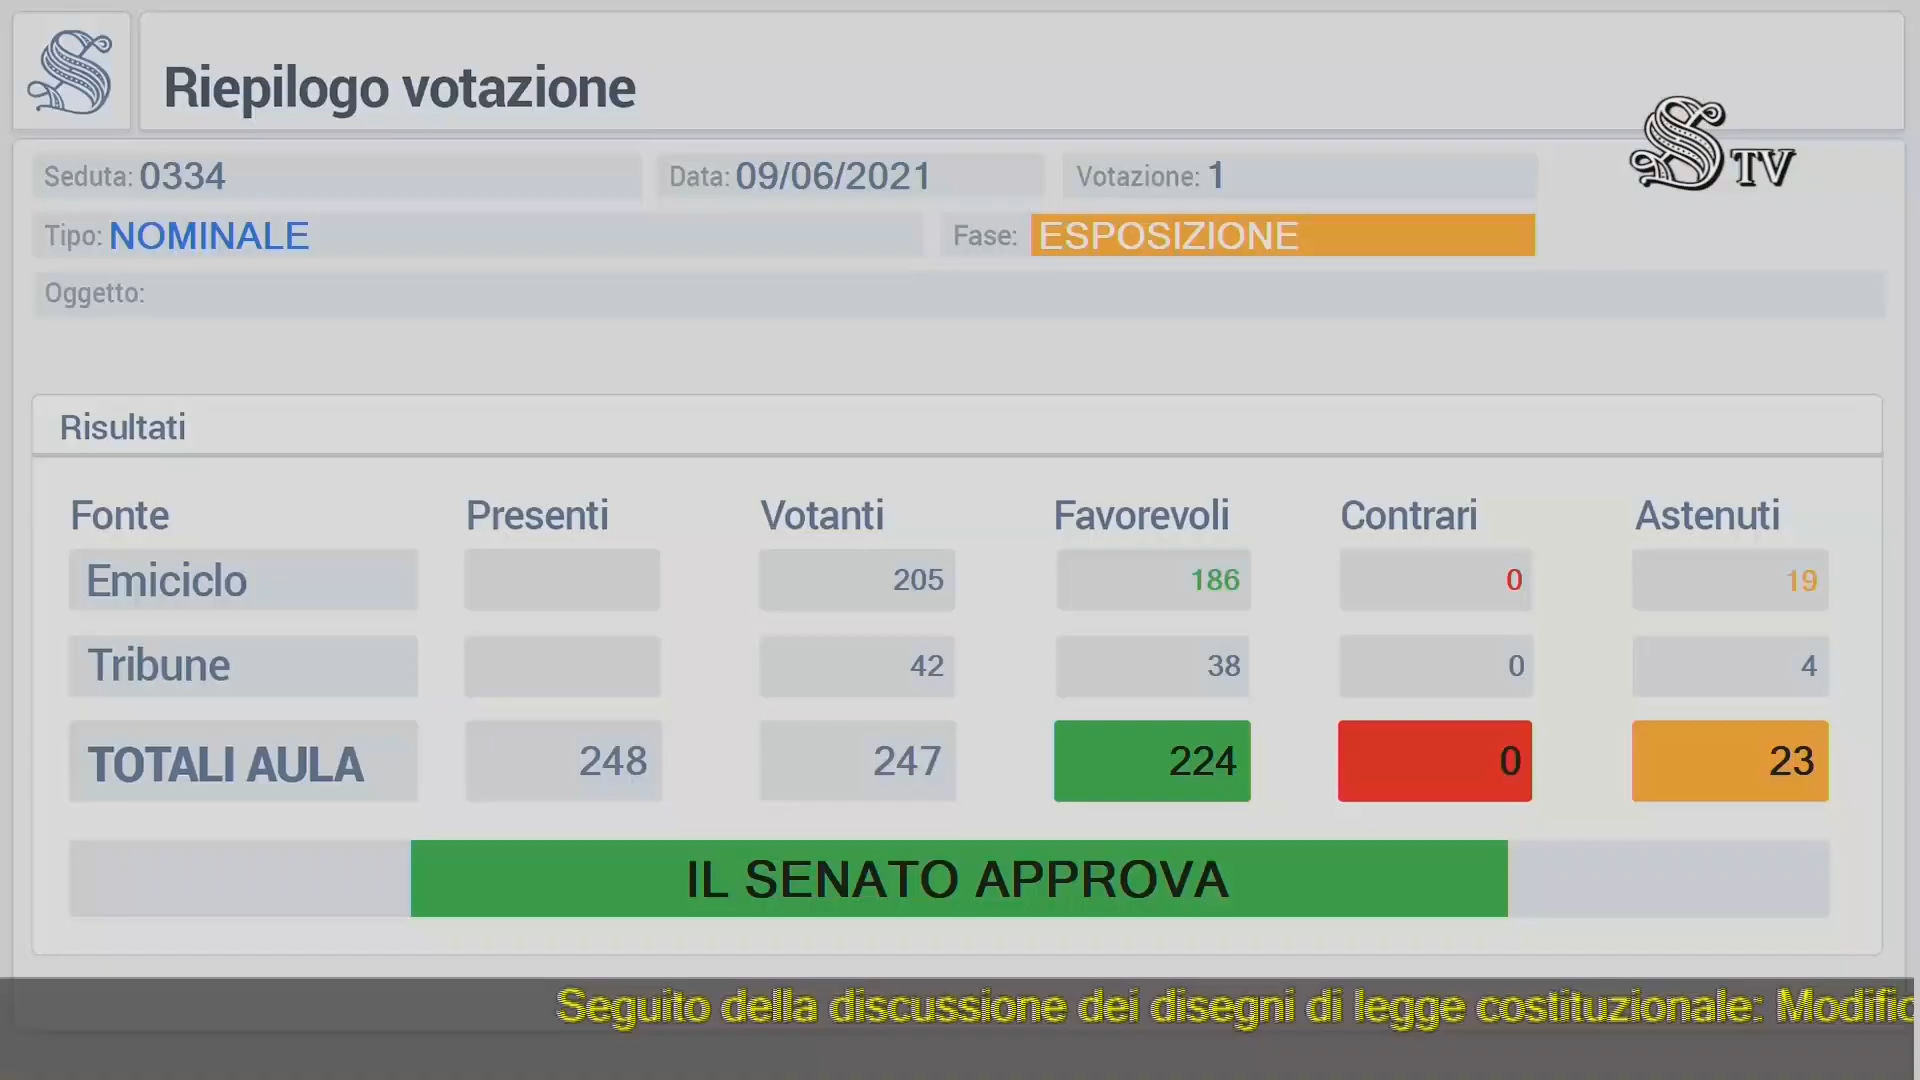 Riepilogo votazione
S TV
Seduta: 0334 Data: 09/06/2021 Votazione: 1
Tipo: NOMINALE Fase: ESPOSIZIONE
Oggetto:
Risultati
Fonte Presenti Votanti Favorevoli Contrari Astenuti
Emiciclo 205 186 0 19
Tribune 42 38 0 4
TOTALI AULA 248 247 224 0 23
IL SENATO APPROVA
Seguito della discussione dei disegni di legge costituzionale: Modific